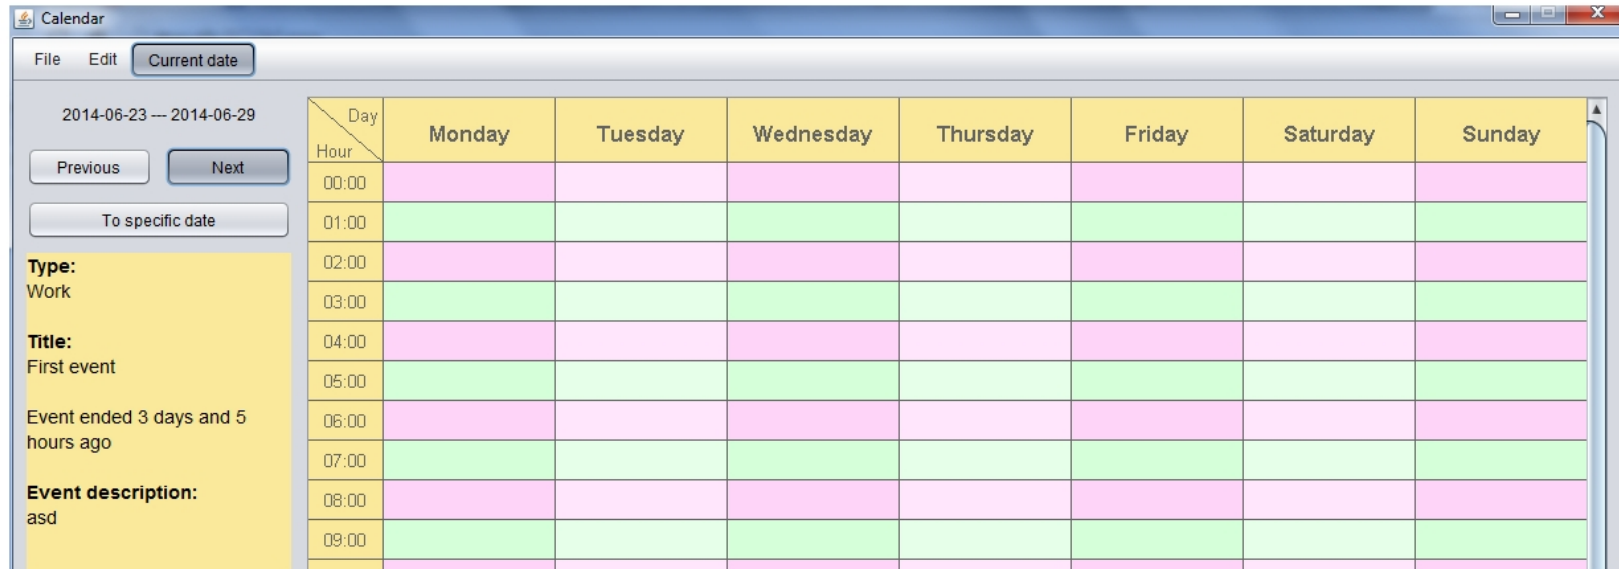 Calendar
File Edit Current date
2014-06-23 --- 2014-06-29
Previous Next
To specific date
Type:
Work
Title:
First event
Event ended 3 days and 5
hours ago
Event description:
asd
Day
Hour
Monday Tuesday Wednesday Thursday Friday Saturday Sunday
00:00
01:00
02:00
03:00
04:00
05:00
06:00
07:00
08:00
09:00